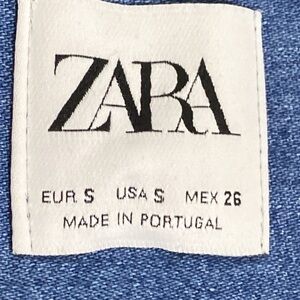 ZARA
EUR S USA S MEX 26
MADE IN PORTUGAL